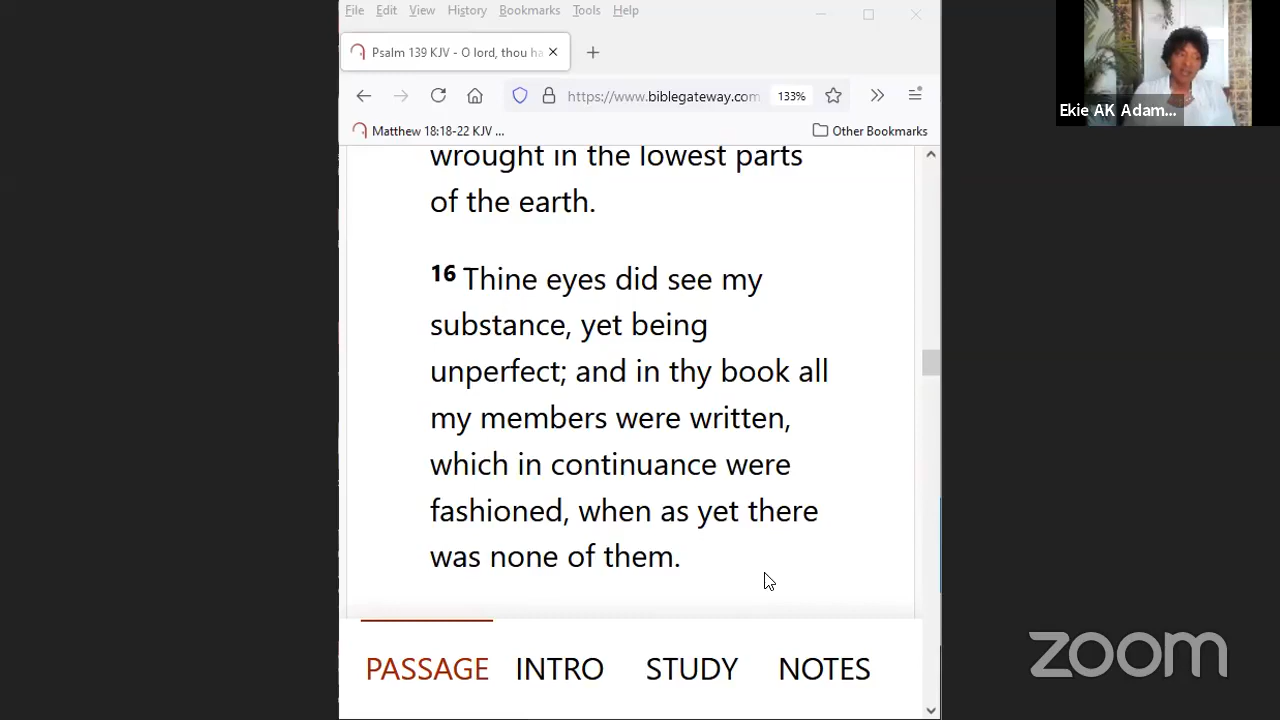 File Edit View History Bookmarks Tools Help
Psalm 139 KJV - O lord, thou ha
https://www.biblegateway.com 133%
Matthew 18:18-22 KJV ... Other Bookmarks
wrought in the lowest parts
of the earth.
16 Thine eyes did see my
substance, yet being
unperfect; and in thy book all
my members were written,
which in continuance were
fashioned, when as yet there
was none of them.
PASSAGE INTRO STUDY NOTES
Ekie AK Adam...
zoom